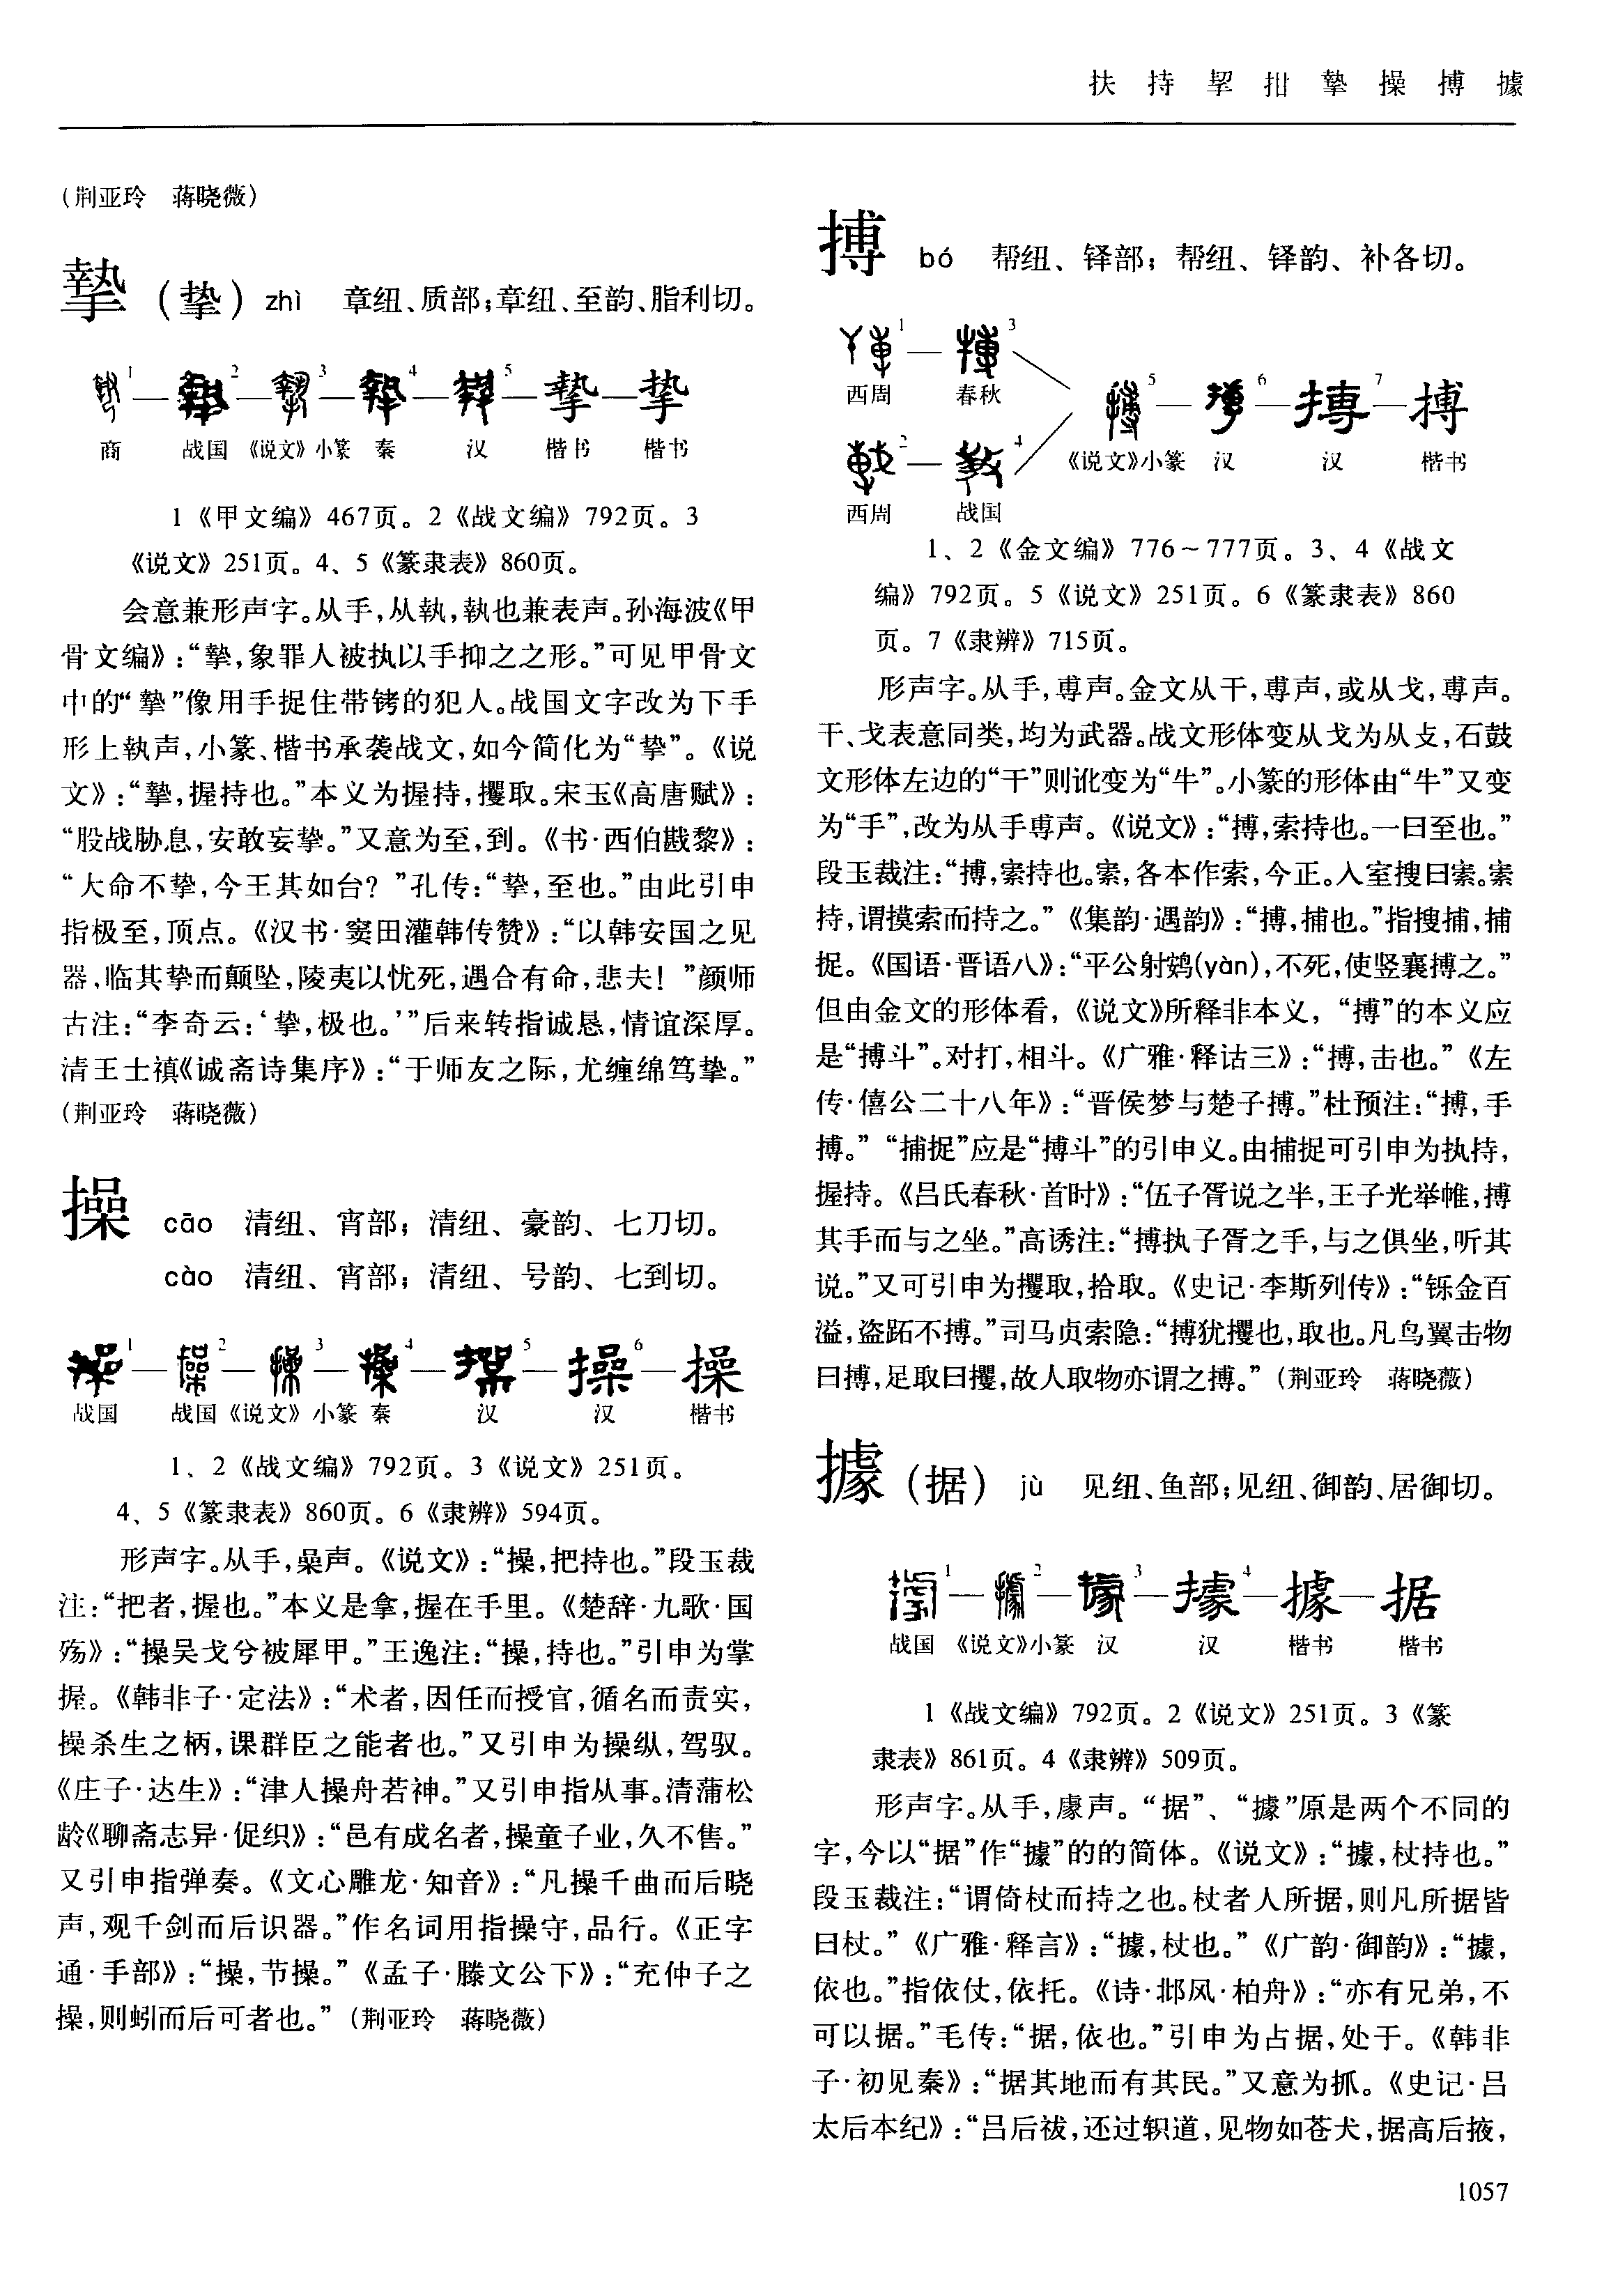 扶 持 挈 拑 摯 操 搏 據
（荆亚玲　蒋晓薇）
摯（挚）zhì　章纽、质部；章纽、至韵、脂利切。
1 2 3 4 5 摯 挚
商　战国　《说文》小篆　秦　汉　楷书　楷书
1《甲文编》467页。2《战文编》792页。3
《说文》251页。4、5《篆隶表》860页。
会意兼形声字。从手，从執，執也兼表声。孙海波《甲
骨文编》：“摯，象罪人被执以手抑之之形。”可见甲骨文
中的“摯”像用手捉住带铐的犯人。战国文字改为下手
形上執声，小篆、楷书承袭战文，如今简化为“挚”。《说
文》：“摯，握持也。”本义为握持，攫取。宋玉《高唐赋》：
“股战胁息，安敢妄挚。”又意为至，到。《书·西伯戡黎》：
“大命不挚，今王其如台？”孔传：“挚，至也。”由此引申
指极至，顶点。《汉书·窦田灌韩传赞》：“以韩安国之见
器，临其挚而颠坠，陵夷以忧死，遇合有命，悲夫！”颜师
古注：“李奇云：‘挚，极也。’”后来转指诚恳，情谊深厚。
清王士禛《诚斋诗集序》：“于师友之际，尤缠绵笃挚。”
（荆亚玲　蒋晓薇）
操　cāo　清纽、宵部；清纽、豪韵、七刀切。
cào　清纽、宵部；清纽、号韵、七到切。
1 2 3 4 5 操6 操
战国　战国　《说文》小篆　秦　汉　汉　楷书
1、2《战文编》792页。3《说文》251页。
4、5《篆隶表》860页。6《隶辨》594页。
形声字。从手，喿声。《说文》：“操，把持也。”段玉裁
注：“把者，握也。”本义是拿，握在手里。《楚辞·九歌·国
殇》：“操吴戈兮被犀甲。”王逸注：“操，持也。”引申为掌
握。《韩非子·定法》：“术者，因任而授官，循名而责实，
操杀生之柄，课群臣之能者也。”又引申为操纵，驾驭。
《庄子·达生》：“津人操舟若神。”又引申指从事。清蒲松
龄《聊斋志异·促织》：“邑有成名者，操童子业，久不售。”
又引申指弹奏。《文心雕龙·知音》：“凡操千曲而后晓
声，观千剑而后识器。”作名词用指操守，品行。《正字
通·手部》：“操，节操。”《孟子·滕文公下》：“充仲子之
操，则蚓而后可者也。”（荆亚玲　蒋晓薇）
搏　bó　帮纽、铎部；帮纽、铎韵、补各切。
1 3
西周　春秋
5 6 7 搏
2 4
《说文》小篆　汉　汉　楷书
西周　战国
1、2《金文编》776～777页。3、4《战文
编》792页。5《说文》251页。6《篆隶表》860
页。7《隶辨》715页。
形声字。从手，尃声。金文从干，尃声，或从戈，尃声。
干、戈表意同类，均为武器。战文形体变从戈为从攴，石鼓
文形体左边的“干”则讹变为“牛”。小篆的形体由“牛”又变
为“手”，改为从手尃声。《说文》：“搏，索持也。一曰至也。”
段玉裁注：“搏，㩄持也。㩄，各本作索，今正。入室搜曰㩄。㩄
持，谓摸索而持之。”《集韵·遇韵》：“搏，捕也。”指搜捕，捕
捉。《国语·晋语八》：“平公射鹓(yàn)，不死，使竖襄搏之。”
但由金文的形体看，《说文》所释非本义，“搏”的本义应
是“搏斗”。对打，相斗。《广雅·释诂三》：“搏，击也。”《左
传·僖公二十八年》：“晋侯梦与楚子搏。”杜预注：“搏，手
搏。”“捕捉”应是“搏斗”的引申义。由捕捉可引申为执持，
握持。《吕氏春秋·首时》：“伍子胥说之半，王子光举帷，搏
其手而与之坐。”高诱注：“搏执子胥之手，与之俱坐，听其
说。”又可引申为攫取，拾取。《史记·李斯列传》：“铄金百
溢，盗跖不搏。”司马贞索隐：“搏犹攫也，取也。凡鸟翼击物
曰搏，足取曰攫，故人取物亦谓之搏。”（荆亚玲　蒋晓薇）
據（据）jù　见纽、鱼部；见纽、御韵、居御切。
1 2 3 4 據 据
战国　《说文》小篆　汉　汉　楷书　楷书
1《战文编》792页。2《说文》251页。3《篆
隶表》861页。4《隶辨》509页。
形声字。从手，豦声。“据”、“據”原是两个不同的
字，今以“据”作“據”的的简体。《说文》：“據，杖持也。”
段玉裁注：“谓倚杖而持之也。杖者人所据，则凡所据皆
曰杖。”《广雅·释言》：“據，杖也。”《广韵·御韵》：“據，
依也。”指依仗，依托。《诗·邶风·柏舟》：“亦有兄弟，不
可以据。”毛传：“据，依也。”引申为占据，处于。《韩非
子·初见秦》：“据其地而有其民。”又意为抓。《史记·吕
太后本纪》：“吕后祓，还过轵道，见物如苍犬，据高后掖，
1057